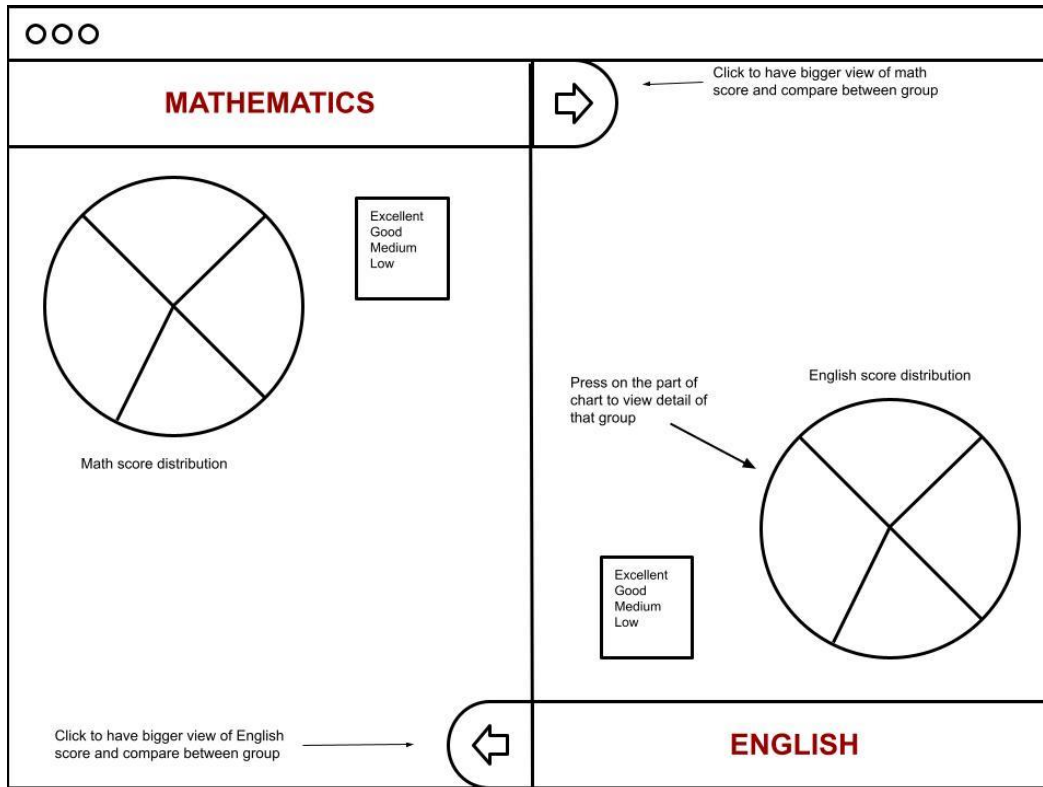 MATHEMATICS
Click to have bigger view of math
score and compare between group
Excellent
Good
Medium
Low
Math score distribution
Press on the part of
chart to view detail of
that group
English score distribution
Excellent
Good
Medium
Low
Click to have bigger view of English
score and compare between group
ENGLISH